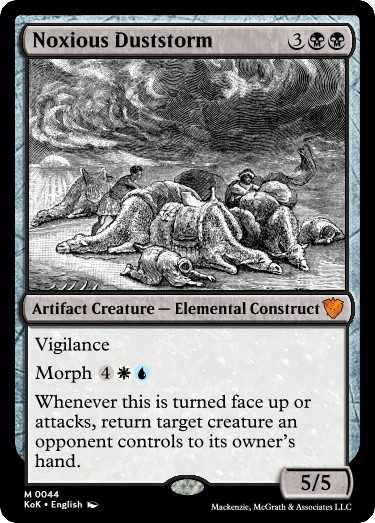 Noxious Duststorm 3
Artifact Creature — Elemental Construct
Vigilance
Morph 4
Whenever this is turned face up or
attacks, return target creature an
opponent controls to its owner's
hand.
5/5
M 0044
KoK • English
Mackenzie, McGrath & Associates LLC